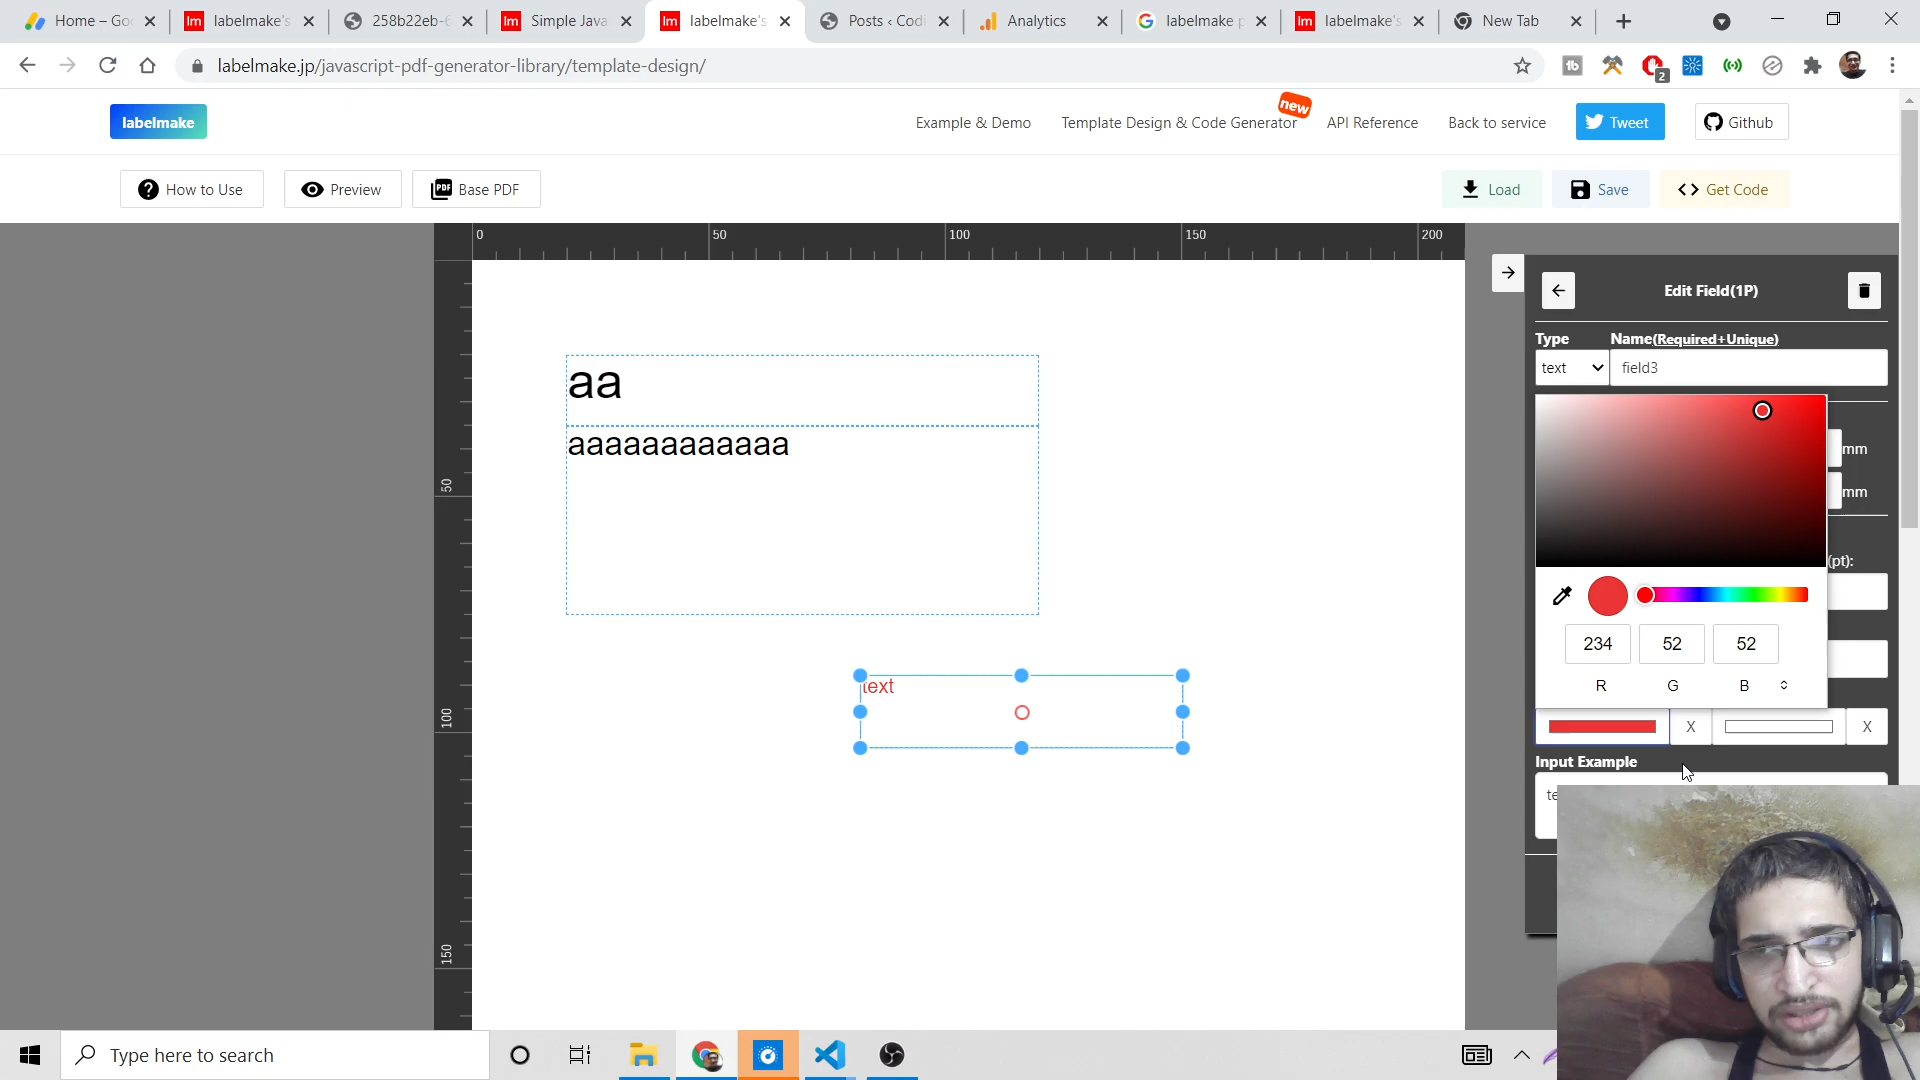 Home – Go
labelmake's
258b22eb-6
Simple Java
labelmake's
Posts ‹ Codi
Analytics
labelmake p
labelmake's
New Tab
labelmake.jp/javascript-pdf-generator-library/template-design/
2
labelmake
Example & Demo
Template Design & Code Generator
new
API Reference
Back to service
Tweet
Github
How to Use
Preview
PDF Base PDF
Load
Save
Get Code
0 50 100 150 200
Edit Field(1P)
Type Name(Required+Unique)
text field3
aa
aaaaaaaaaaaa
mm
50
mm
(pt):
234 52 52
R G B
text
100
X X
Input Example
te
150
Type here to search